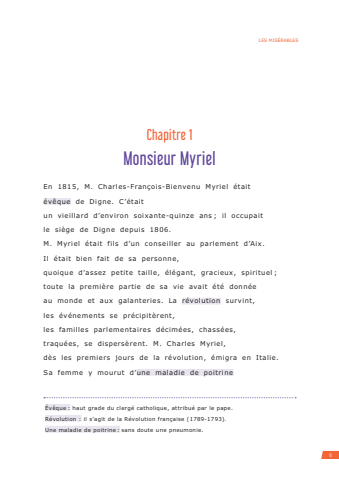 LES MISÉRABLES
Chapitre 1
Monsieur Myriel
En 1815, M. Charles-François-Bienvenu Myriel était
évêque de Digne. C’était
un vieillard d’environ soixante-quinze ans ; il occupait
le siège de Digne depuis 1806.
M. Myriel était fils d’un conseiller au parlement d’Aix.
Il était bien fait de sa personne,
quoique d’assez petite taille, élégant, gracieux, spirituel ;
toute la première partie de sa vie avait été donnée
au monde et aux galanteries. La révolution survint,
les événements se précipitèrent,
les familles parlementaires décimées, chassées,
traquées, se dispersèrent. M. Charles Myriel,
dès les premiers jours de la révolution, émigra en Italie.
Sa femme y mourut d’une maladie de poitrine
Évêque : haut grade du clergé catholique, attribué par le pape.
Révolution : il s’agit de la Révolution française (1789-1793).
Une maladie de poitrine : sans doute une pneumonie.